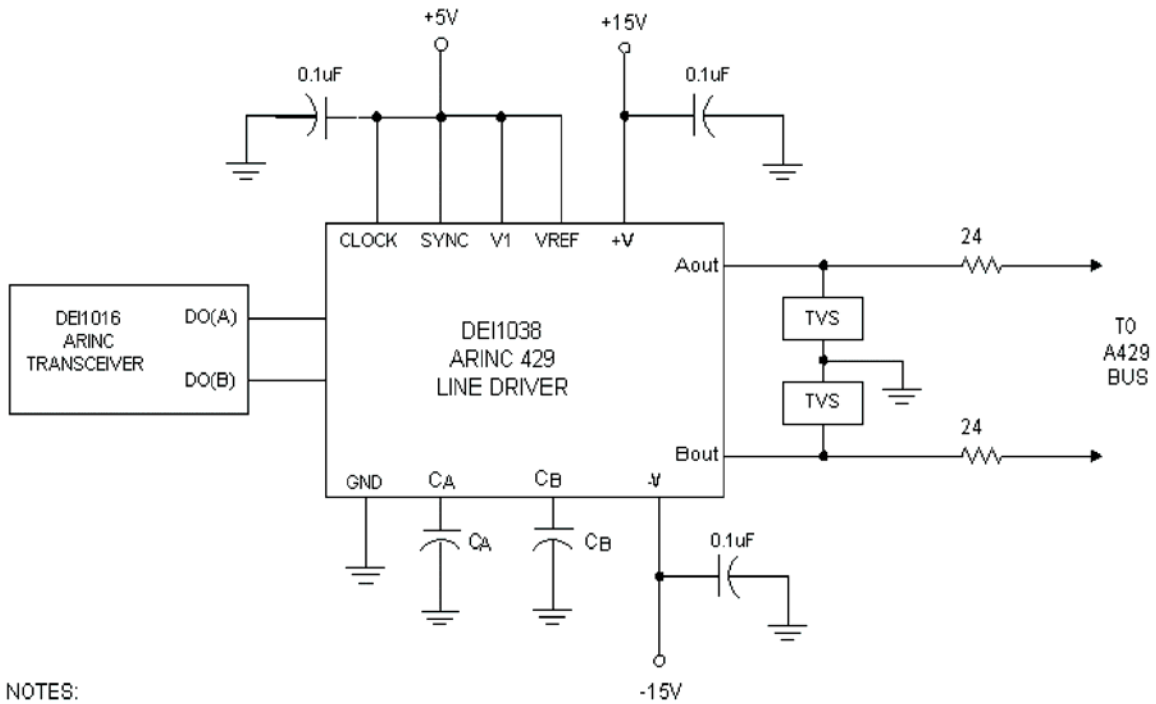 +5V
+15V
0.1uF
0.1uF
CLOCK SYNC V1 VREF +V
Aout
24
DEI1016
ARINC
TRANSCEIVER
DO(A)
DO(B)
DEI1038
ARINC 429
LINE DRIVER
TVS
TVS
TO
A429
BUS
Bout
24
GND CA CB -V
CA
CB
0.1uF
-15V
NOTES: